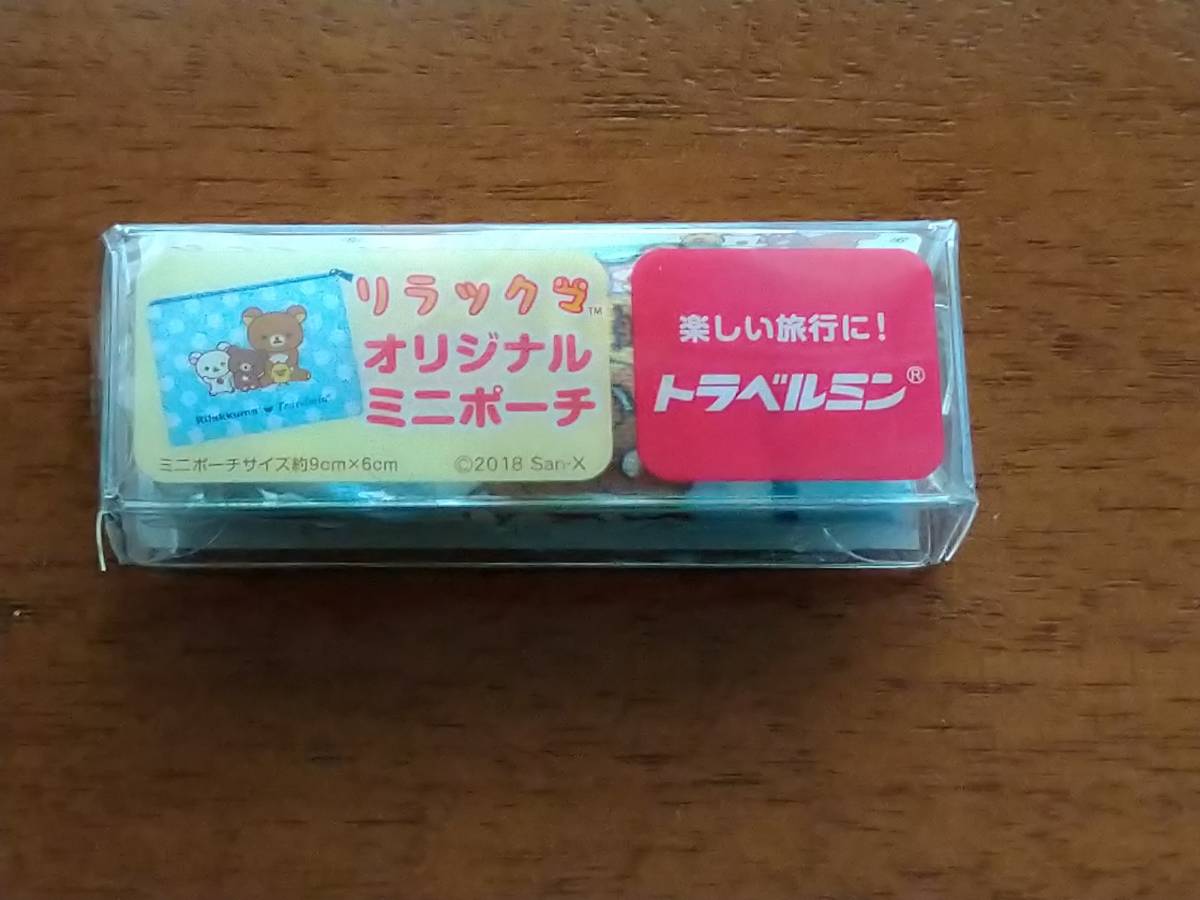 リラックマ™
オリジナル
ミニポーチ
Rilakkuma
ミニポーチサイズ約9cm×6cm
©2018 San-X
楽しい旅行に!
トラベルミン®